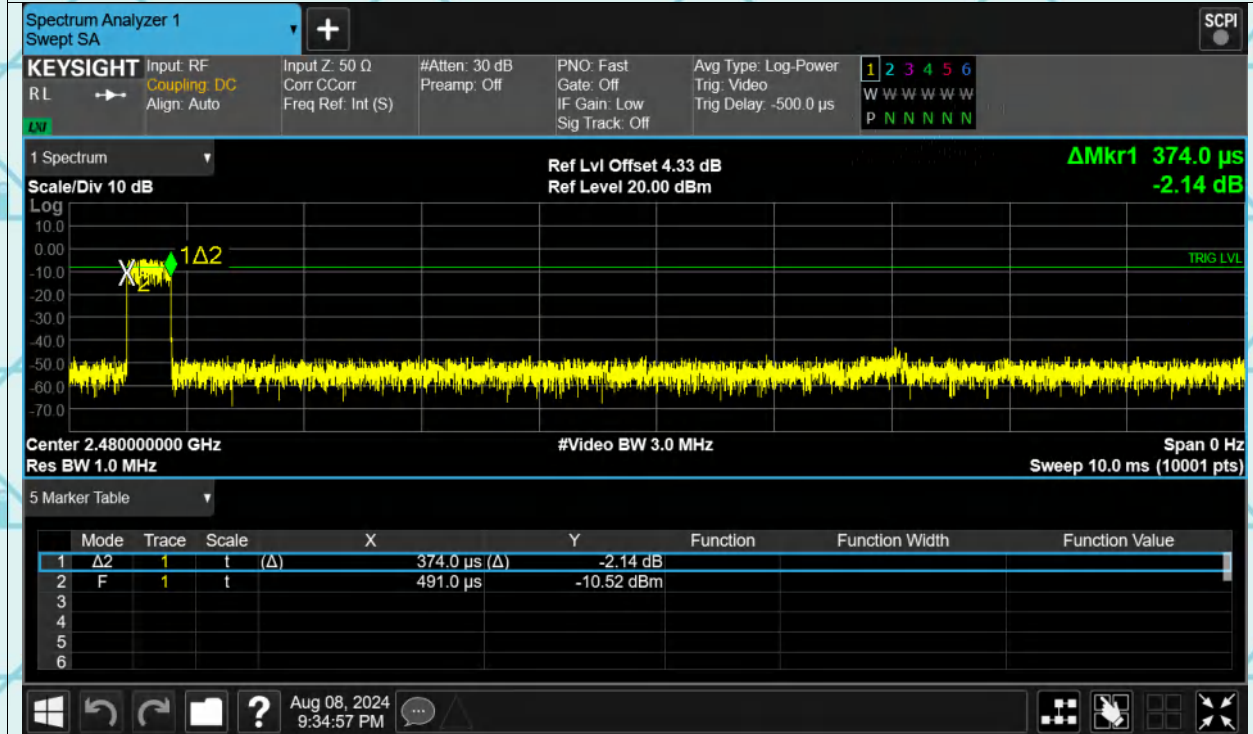 Spectrum Analyzer 1
Swept SA
+
SCPI
KEYSIGHT Input: RF Input Z: 50 Ω #Atten: 30 dB PNO: Fast Avg Type: Log-Power 1 2 3 4 5 6
RL Coupling: DC Corr CCorr Preamp: Off Gate: Off Trig: Video W W W W W W
Align: Auto Freq Ref: Int (S) IF Gain: Low Trig Delay: -500.0 µs P N N N N N
LXI Sig Track: Off
1 Spectrum Ref Lvl Offset 4.33 dB ΔMkr1 374.0 µs
Scale/Div 10 dB Ref Level 20.00 dBm -2.14 dB
Log
10.0
0.00 1Δ2 TRIG LVL
-10.0 X 2
-20.0
-30.0
-40.0
-50.0
-60.0
-70.0
Center 2.480000000 GHz #Video BW 3.0 MHz Span 0 Hz
Res BW 1.0 MHz Sweep 10.0 ms (10001 pts)
5 Marker Table
Mode Trace Scale X Y Function Function Width Function Value
1 Δ2 1 t (Δ) 374.0 µs (Δ) -2.14 dB
2 F 1 t 491.0 µs -10.52 dBm
3
4
5
6
? Aug 08, 2024
9:34:57 PM